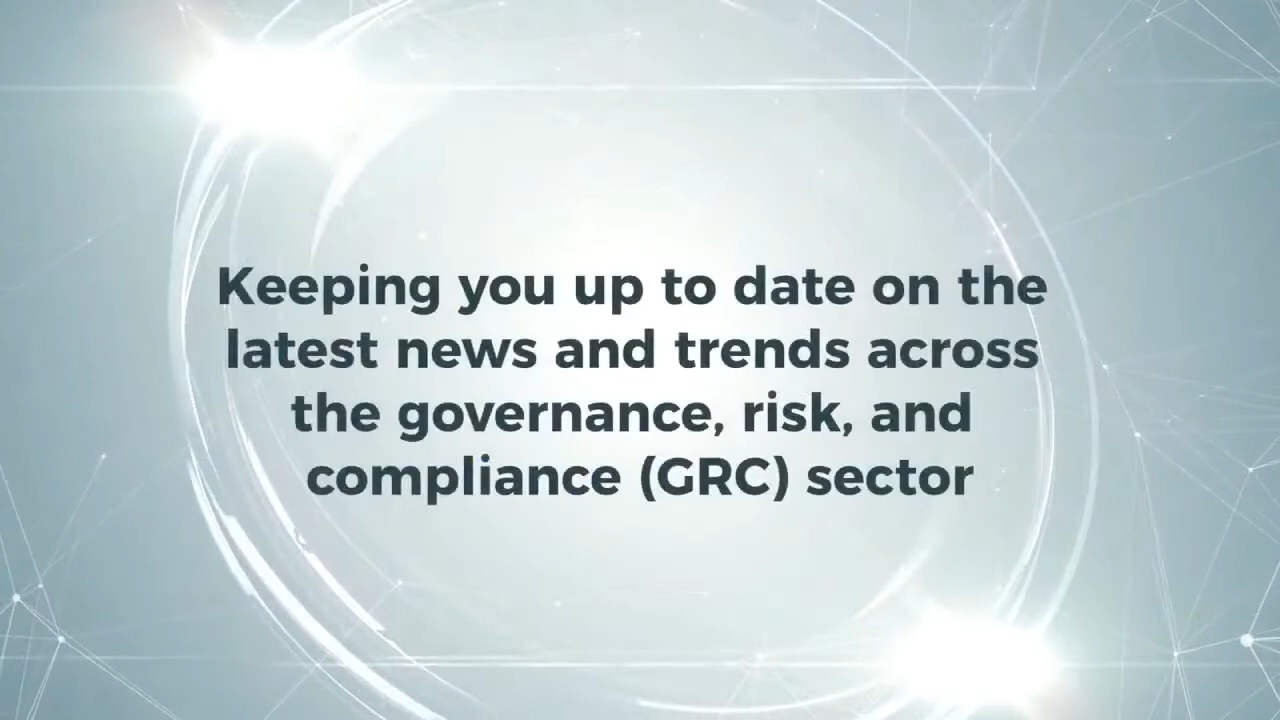 Keeping you up to date on the
latest news and trends across
the governance, risk, and
compliance (GRC) sector